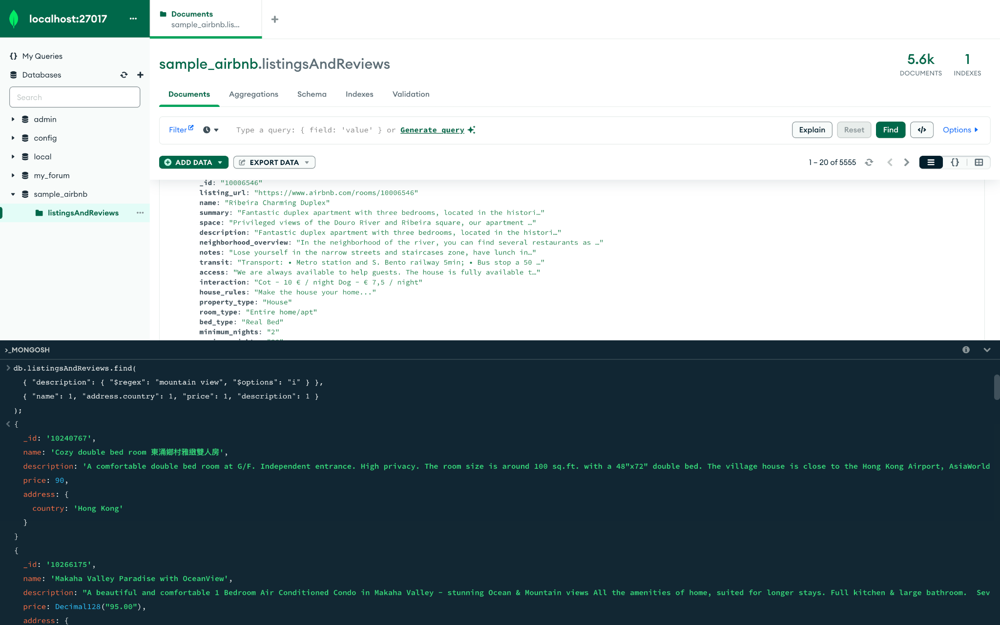 localhost:27017
Documents
sample_airbnb.lis...
My Queries
Databases
Search
admin
config
local
my_forum
sample_airbnb
listingsAndReviews
sample_airbnb.listingsAndReviews
5.6k
DOCUMENTS
1
INDEXES
Documents Aggregations Schema Indexes Validation
Filter Type a query: { field: 'value' } or Generate query Explain Reset Find </> Options
ADD DATA EXPORT DATA 1 – 20 of 5555 {}
_id: "10006546"
listing_url: "https://www.airbnb.com/rooms/10006546"
name: "Ribeira Charming Duplex"
summary: "Fantastic duplex apartment with three bedrooms, located in the histori…"
space: "Privileged views of the Douro River and Ribeira square, our apartment …"
description: "Fantastic duplex apartment with three bedrooms, located in the histori…"
neighborhood_overview: "In the neighborhood of the river, you can find several restaurants as …"
notes: "Lose yourself in the narrow streets and staircases zone, have lunch in…"
transit: "Transport: • Metro station and S. Bento railway 5min; • Bus stop a 50 …"
access: "We are always available to help guests. The house is fully available t…"
interaction: "Cot - 10 € / night Dog - € 7,5 / night"
house_rules: "Make the house your home..."
property_type: "House"
room_type: "Entire home/apt"
bed_type: "Real Bed"
minimum_nights: "2"
>_MONGOSH
db.listingsAndReviews.find(
{ "description": { "$regex": "mountain view", "$options": "i" } },
{ "name": 1, "address.country": 1, "price": 1, "description": 1 }
);
{
_id: '10240767',
name: 'Cozy double bed room 東涌鄉村雅緻雙人房',
description: 'A comfortable double bed room at G/F. Independent entrance. High privacy. The room size is around 100 sq.ft. with a 48"x72" double bed. The village house is close to the Hong Kong Airport, AsiaWorld
price: 90,
address: {
country: 'Hong Kong'
}
}
{
_id: '10266175',
name: 'Makaha Valley Paradise with OceanView',
description: "A beautiful and comfortable 1 Bedroom Air Conditioned Condo in Makaha Valley - stunning Ocean & Mountain views All the amenities of home, suited for longer stays. Full kitchen & large bathroom.  Sev
price: Decimal128("95.00"),
address: {